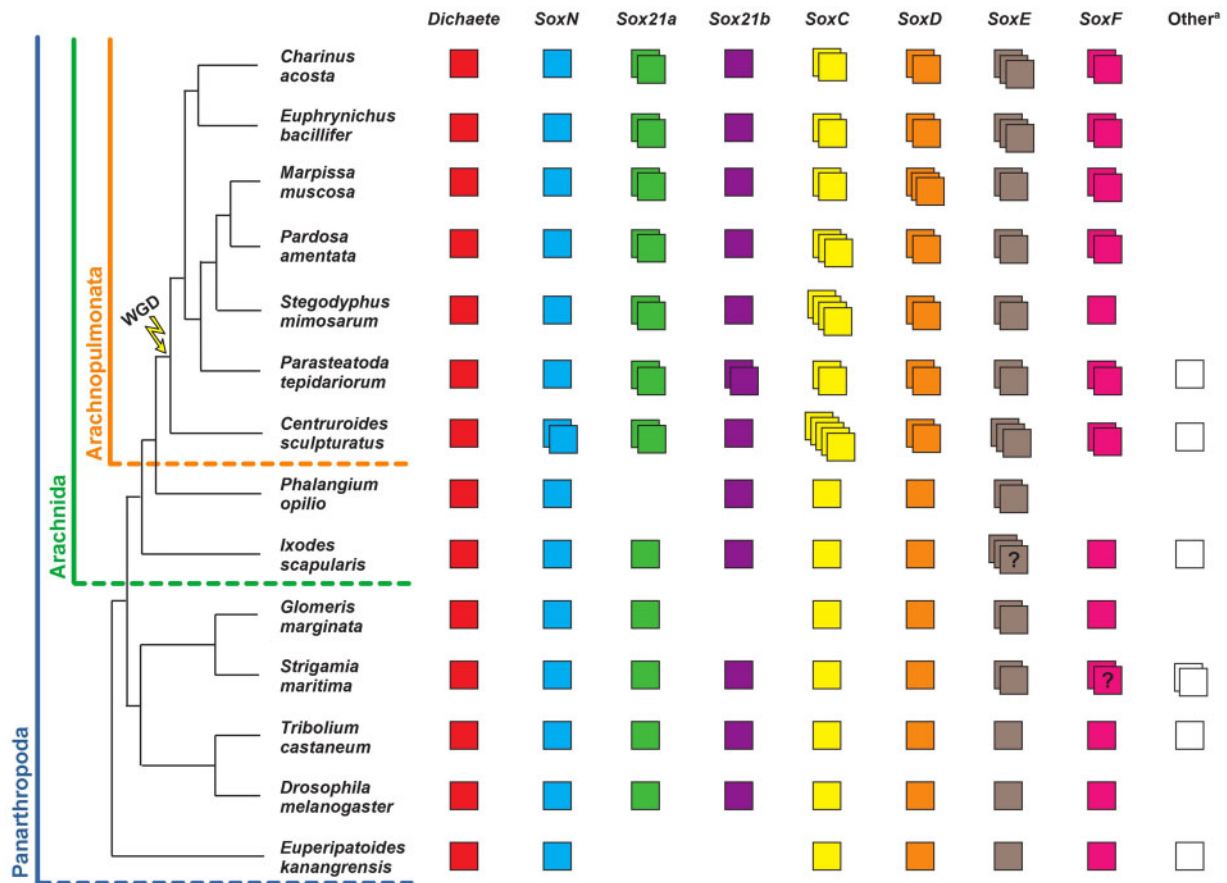 Dichaete SoxN Sox21a Sox21b SoxC SoxD SoxE SoxF Otherᵃ
Charinus
acosta
Euphrynichus
bacillifer
Marpissa
muscosa
Pardosa
amentata
Stegodyphus
mimosarum
WGD
Parasteatoda
tepidariorum
Centruroides
sculpturatus
Arachnopulmonata
Phalangium
opilio
Ixodes
scapularis
?
Arachnida
Glomeris
marginata
Strigamia
maritima
?
Tribolium
castaneum
Drosophila
melanogaster
Euperipatoides
kanangrensis
Panarthropoda